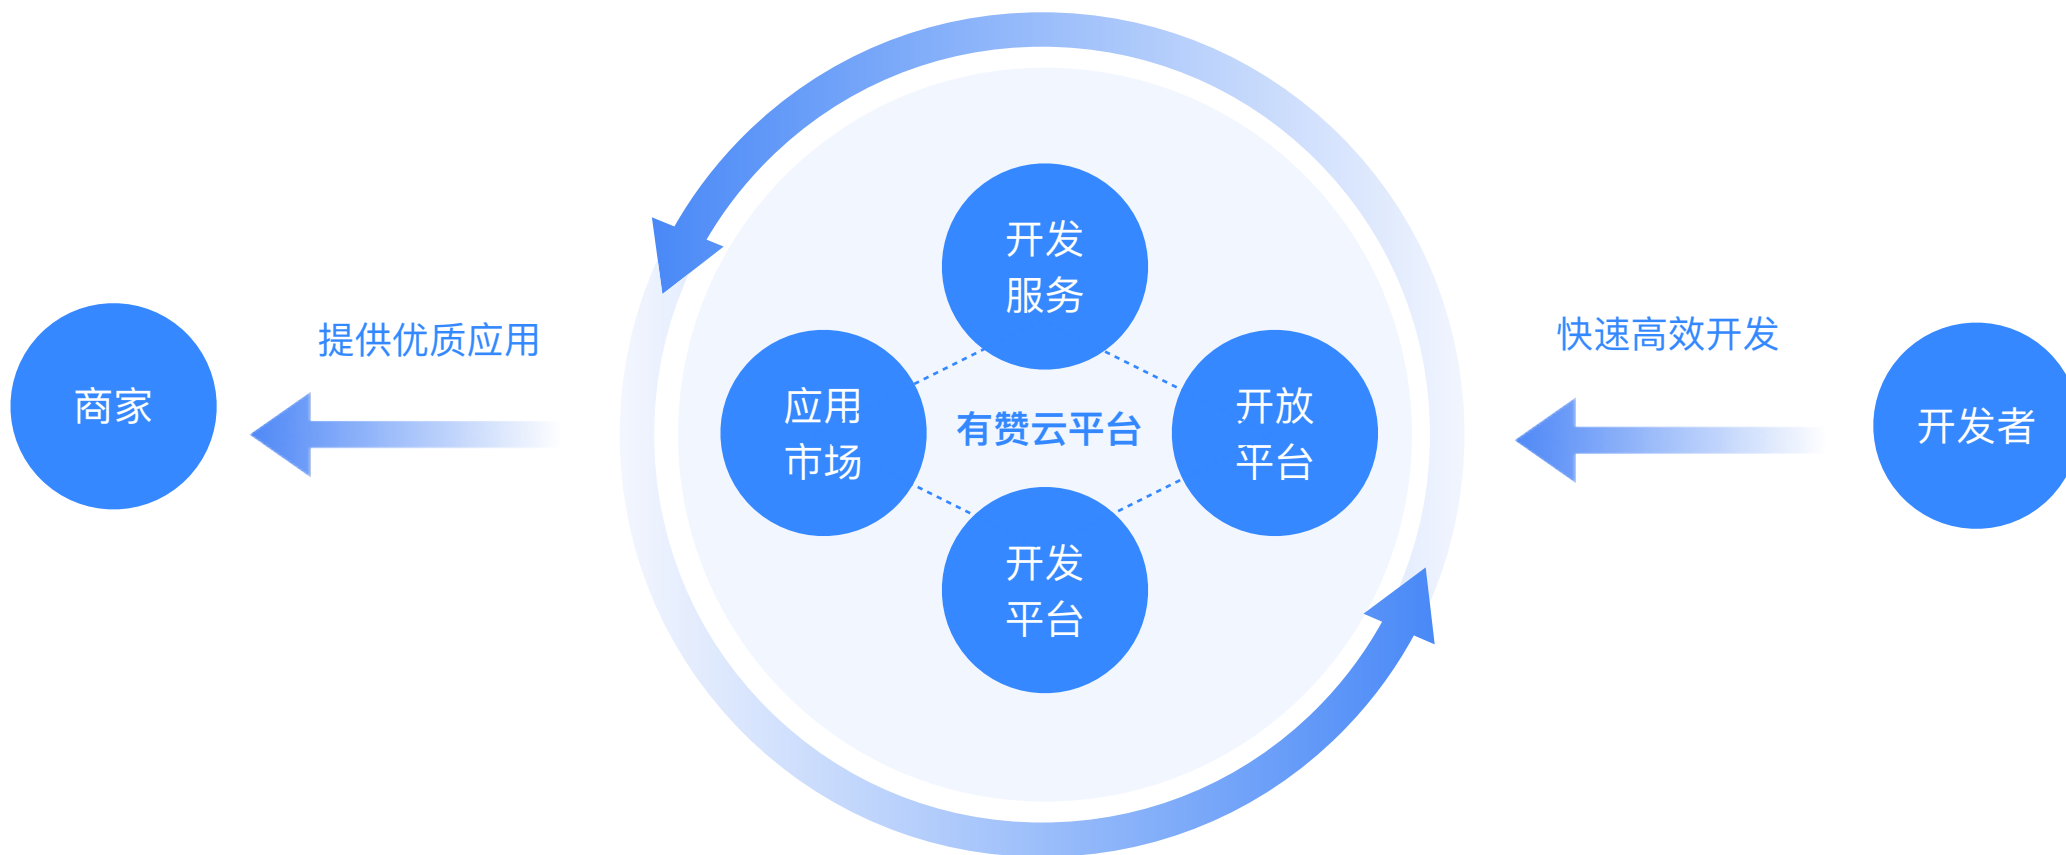 商家
提供优质应用
开发
服务
应用
市场
有赞云平台
开放
平台
开发
平台
快速高效开发
开发者